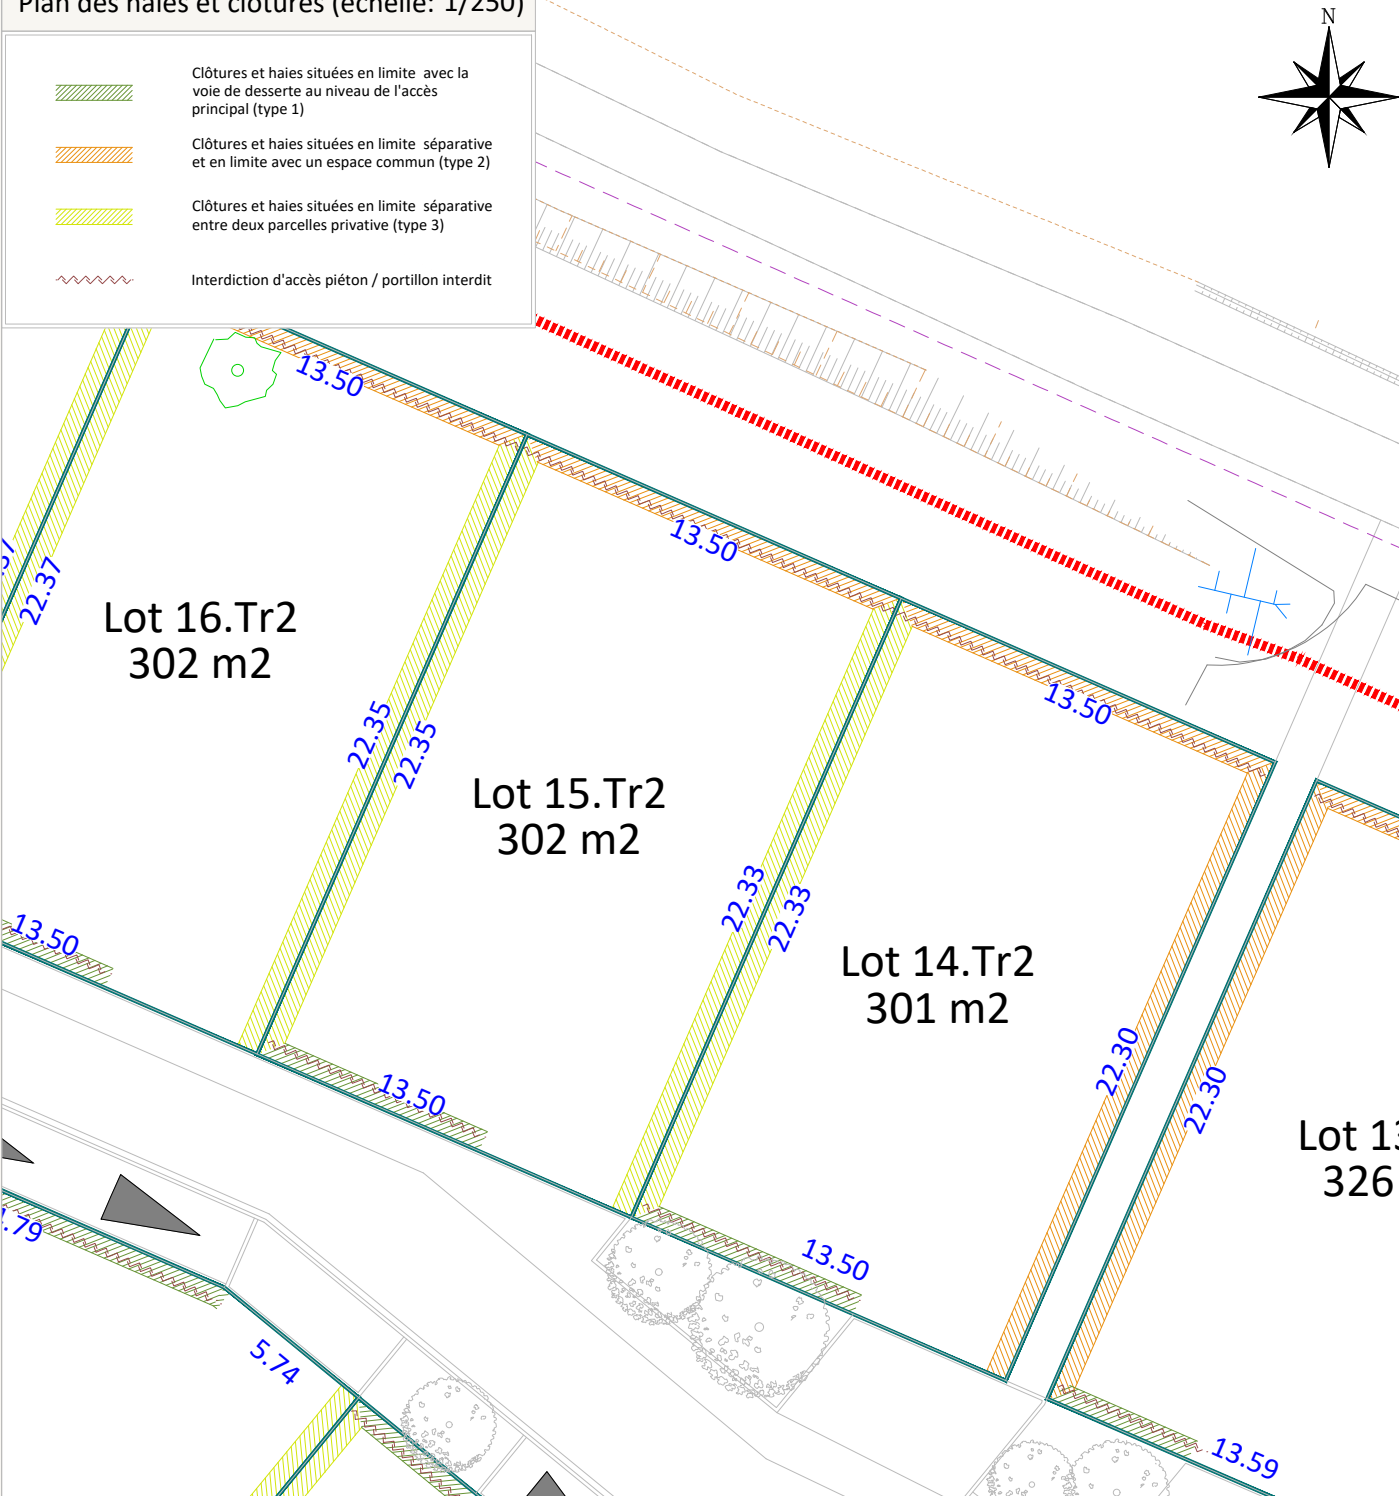 Plan des haies et clôtures (échelle: 1/250)
N
Clôtures et haies situées en limite avec la
voie de desserte au niveau de l'accès
principal (type 1)
Clôtures et haies situées en limite séparative
et en limite avec un espace commun (type 2)
Clôtures et haies situées en limite séparative
entre deux parcelles privative (type 3)
Interdiction d'accès piéton / portillon interdit
13.50
13.50
22.37
Lot 16.Tr2
302 m2
13.50
22.35
22.35
Lot 15.Tr2
302 m2
22.33
22.33
13.50
Lot 14.Tr2
301 m2
22.30
22.30
13.50
Lot 13
326
.79
13.50
5.74
13.59